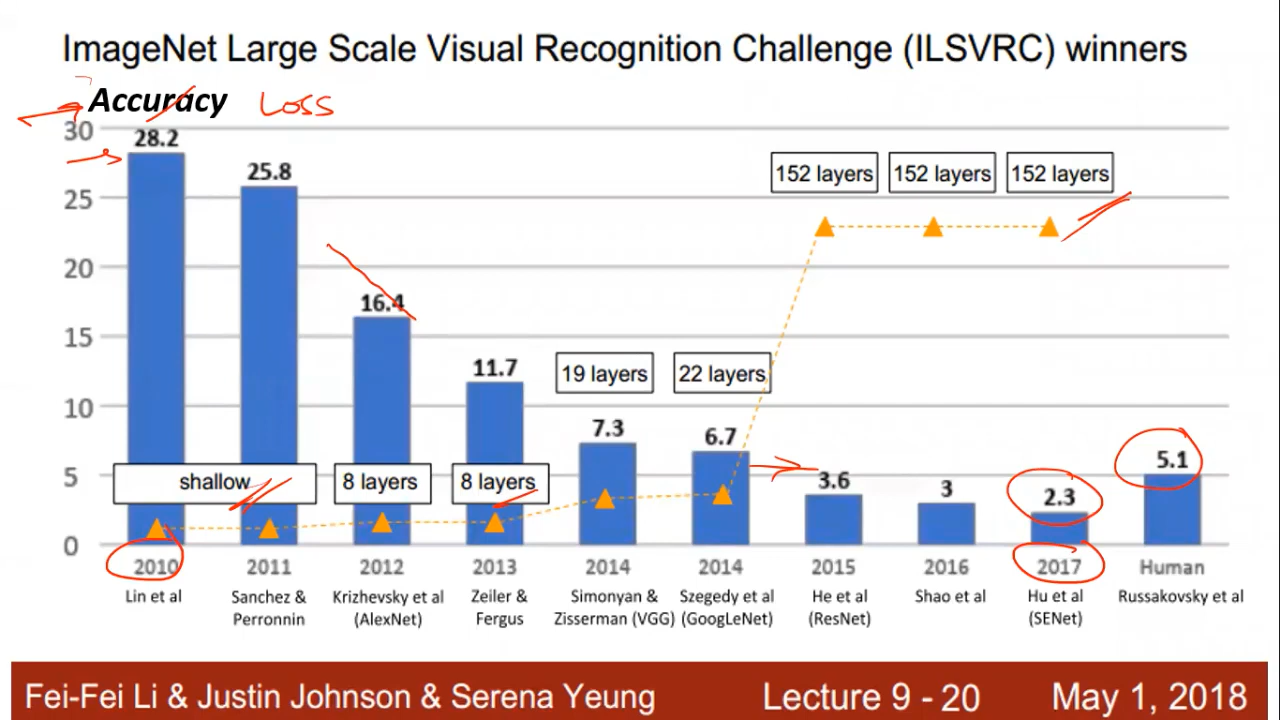 ImageNet Large Scale Visual Recognition Challenge (ILSVRC) winners
Accuracy Loss
30
28.2
25.8
152 layers 152 layers 152 layers
25
20
16.4
15
11.7
19 layers 22 layers
10
7.3
6.7
5.1
shallow 8 layers 8 layers
5
3.6
3
2.3
0
2010 2011 2012 2013 2014 2014 2015 2016 2017 Human
Lin et al Sanchez & Krizhevsky et al Zeiler & Simonyan & Szegedy et al He et al Shao et al Hu et al Russakovsky et al
Perronnin (AlexNet) Fergus Zisserman (VGG) (GoogLeNet) (ResNet) (SENet)
Fei-Fei Li & Justin Johnson & Serena Yeung Lecture 9 - 20 May 1, 2018